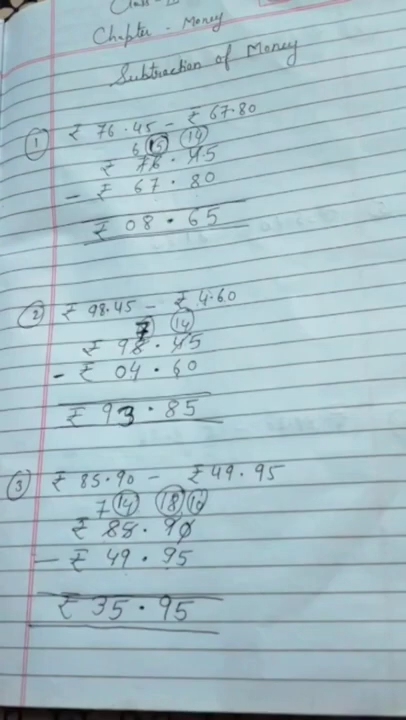 Chapter - Money
Subtraction of Money
① ₹ 76.45 - ₹ 67.80
6 ⑮ ⑭
₹ 76.45
- ₹ 67.80
₹ 08.65
② ₹ 98.45 - ₹ 4.60
7 ⑭
₹ 98.45
- ₹ 04.60
₹ 93.85
③ ₹ 85.90 - ₹ 49.95
7 ⑭ ⑱ ⑩
₹ 85.90
- ₹ 49.95
₹ 35.95